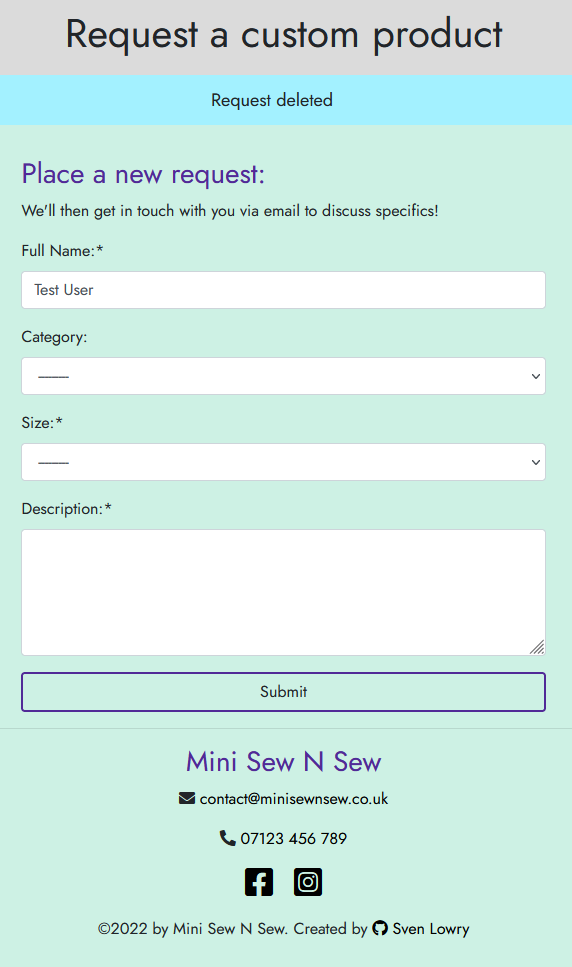 Request a custom product
Request deleted
Place a new request:
We'll then get in touch with you via email to discuss specifics!
Full Name:*
Test User
Category:
---------
Size:*
---------
Description:*
Submit
Mini Sew N Sew
contact@minisewnsew.co.uk
07123 456 789
©2022 by Mini Sew N Sew. Created by Sven Lowry